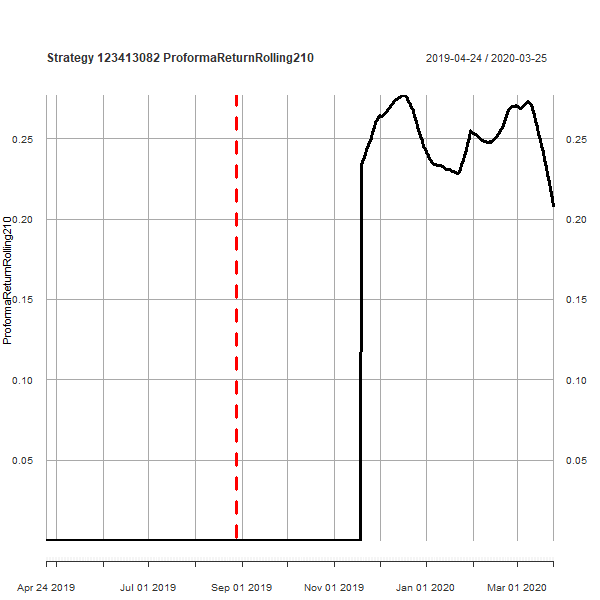 Strategy 123413082 ProformaReturnRolling210
2019-04-24 / 2020-03-25
ProformaReturnRolling210
0.25
0.20
0.15
0.10
0.05
0.25
0.20
0.15
0.10
0.05
Apr 24 2019
Jul 01 2019
Sep 01 2019
Nov 01 2019
Jan 01 2020
Mar 01 2020